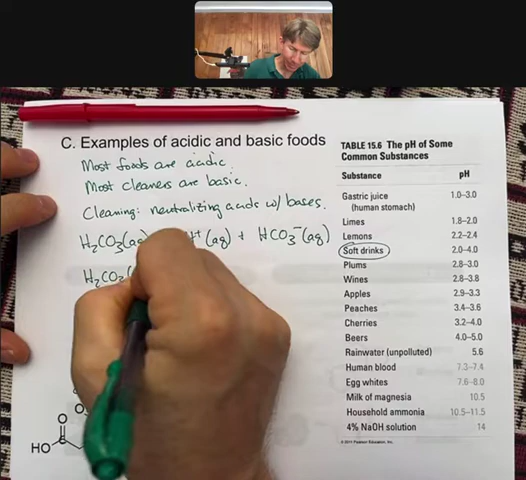 C. Examples of acidic and basic foods
Most foods are acidic.
Most cleaners are basic.
Cleaning: neutralizing acids w/ bases.
H₂CO₃(aq) H⁺(aq) + HCO₃⁻(aq)
H₂CO₃(
O
O
HO
TABLE 15.6 The pH of Some
Common Substances
Substance pH
Gastric juice 1.0–3.0
(human stomach)
Limes 1.8–2.0
Lemons 2.2–2.4
Soft drinks 2.0–4.0
Plums 2.8–3.0
Wines 2.8–3.8
Apples 2.9–3.3
Peaches 3.4–3.6
Cherries 3.2–4.0
Beers 4.0–5.0
Rainwater (unpolluted) 5.6
Human blood 7.3–7.4
Egg whites 7.6–8.0
Milk of magnesia 10.5
Household ammonia 10.5–11.5
4% NaOH solution 14
© 2011 Pearson Education, Inc.